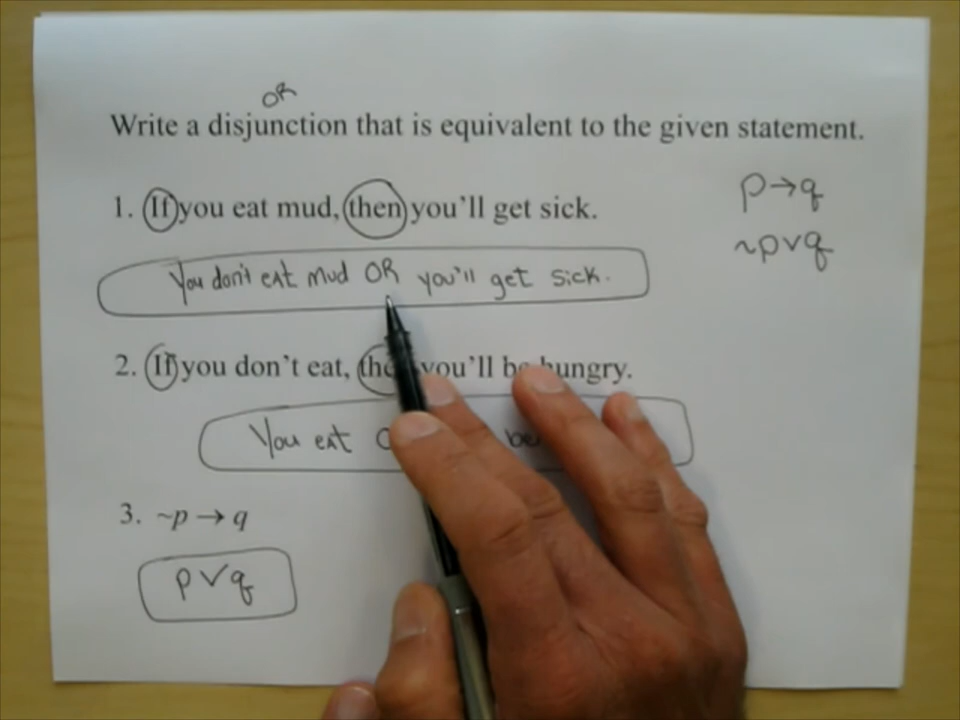 OR
Write a disjunction that is equivalent to the given statement.
1. If you eat mud, then you'll get sick.
p→q
~p∨q
You don't eat mud OR you'll get sick.
2. If you don't eat, you'll be hungry.
You eat
3. ~p → q
p∨q